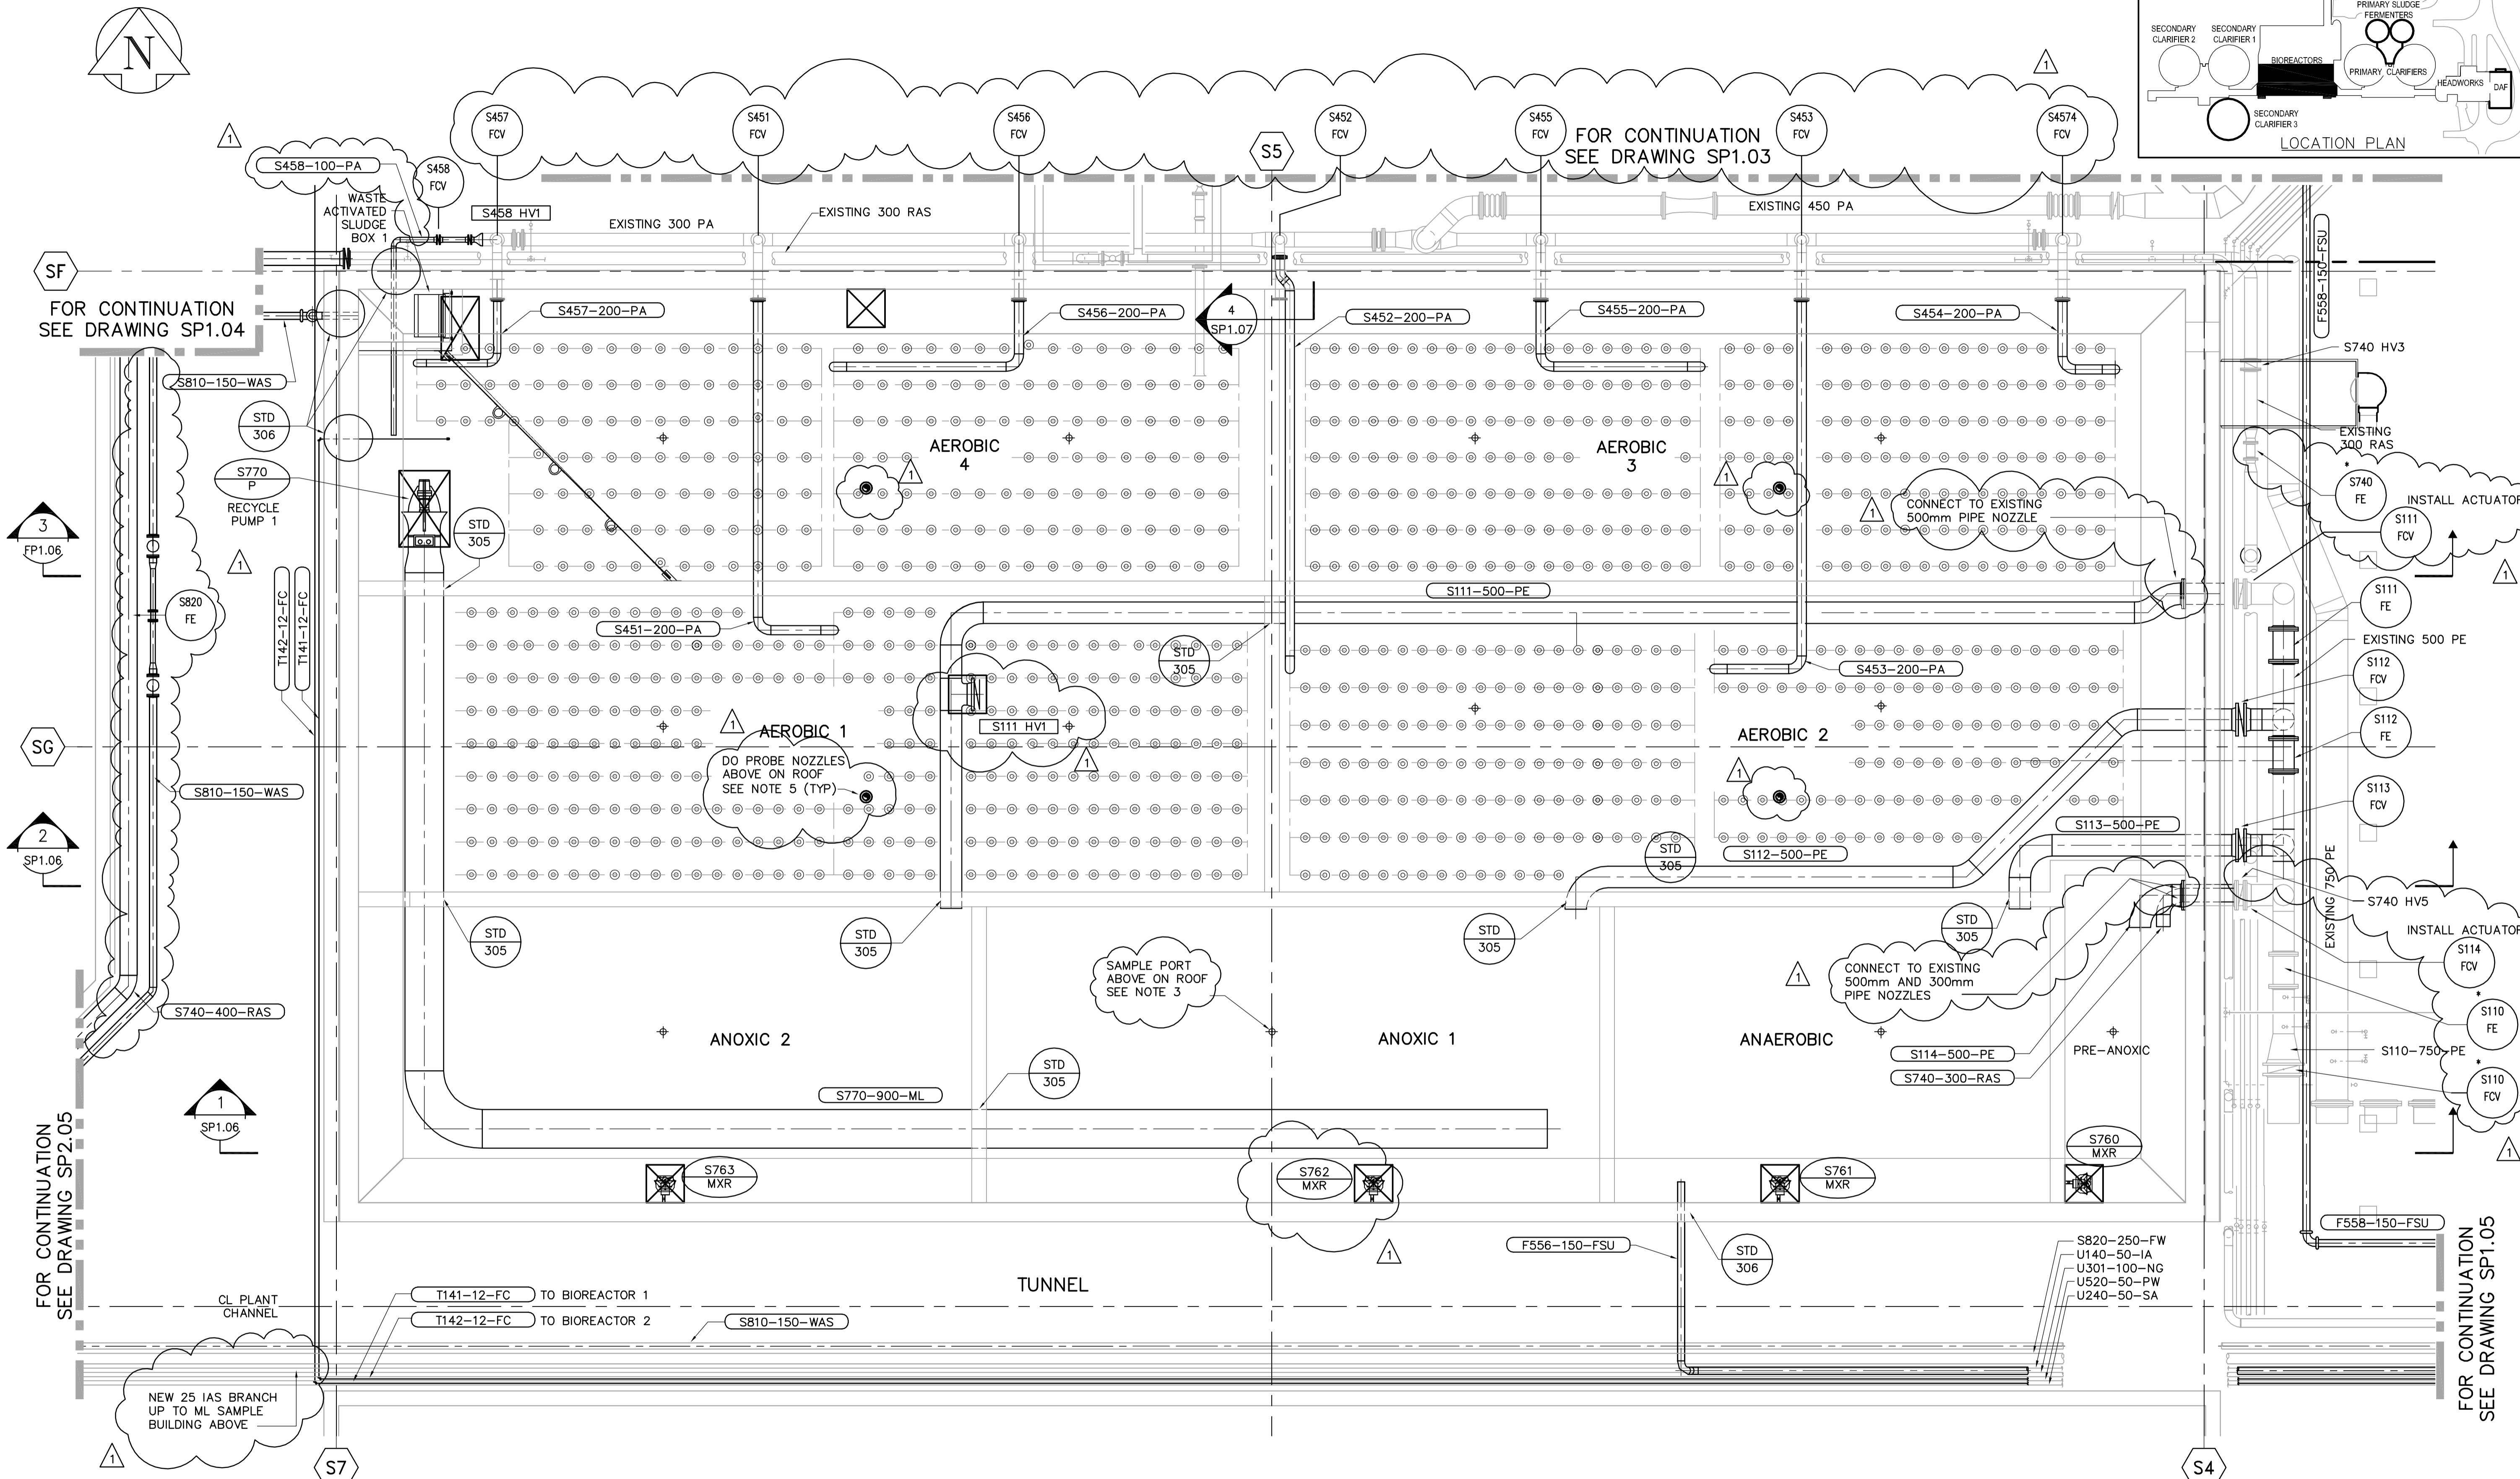 N
PRIMARY SLUDGE
FERMENTERS
SECONDARY
CLARIFIER 2
SECONDARY
CLARIFIER 1
BIOREACTORS
PRIMARY CLARIFIERS
HEADWORKS
DAF
SECONDARY
CLARIFIER 3
LOCATION PLAN
1
1
S457
FCV
S451
FCV
S456
FCV
S452
FCV
S455
FCV
S453
FCV
S4574
FCV
S5
FOR CONTINUATION
SEE DRAWING SP1.03
S458-100-PA
S458
FCV
WASTE
ACTIVATED
SLUDGE
BOX 1
S458 HV1
EXISTING 300 PA
EXISTING 300 RAS
EXISTING 450 PA
F558-150-FSU
SF
FOR CONTINUATION
SEE DRAWING SP1.04
S457-200-PA
S456-200-PA
4
SP1.07
S452-200-PA
S455-200-PA
S454-200-PA
S740 HV3
S810-150-WAS
STD
306
EXISTING
300 RAS
AEROBIC
4
AEROBIC
3
1
1
S770
P
RECYCLE
PUMP 1
STD
305
1
CONNECT TO EXISTING
500mm PIPE NOZZLE
*
S740
FE
INSTALL ACTUATOR
S111
FCV
1
3
FP1.06
1
T142-12-FC
T141-12-FC
S820
FE
S451-200-PA
S111-500-PE
S111
FE
EXISTING 500 PE
STD
305
S453-200-PA
S112
FCV
S111 HV1
1
1
AEROBIC 1
AEROBIC 2
S112
FE
SG
DO PROBE NOZZLES
ABOVE ON ROOF
SEE NOTE 5 (TYP)
1
S810-150-WAS
S113
FCV
2
SP1.06
S113-500-PE
STD
305
S112-500-PE
EXISTING 750 PE
S740 HV5
STD
305
STD
305
STD
305
STD
305
INSTALL ACTUATOR
S114
FCV
SAMPLE PORT
ABOVE ON ROOF
SEE NOTE 3
1
CONNECT TO EXISTING
500mm AND 300mm
PIPE NOZZLES
S740-400-RAS
*
S110
FE
ANOXIC 2
ANOXIC 1
ANAEROBIC
PRE-ANOXIC
S114-500-PE
S740-300-RAS
S110-750-PE
STD
305
S770-900-ML
*
S110
FCV
1
1
SP1.06
S763
MXR
S762
MXR
S761
MXR
S760
MXR
FOR CONTINUATION
SEE DRAWING SP2.05
1
F556-150-FSU
STD
306
F558-150-FSU
S820-250-FW
U140-50-IA
U301-100-NG
U520-50-PW
U240-50-SA
TUNNEL
CL PLANT
CHANNEL
T141-12-FC TO BIOREACTOR 1
T142-12-FC TO BIOREACTOR 2
S810-150-WAS
FOR CONTINUATION
SEE DRAWING SP1.05
NEW 25 IAS BRANCH
UP TO ML SAMPLE
BUILDING ABOVE
1
S7
S4